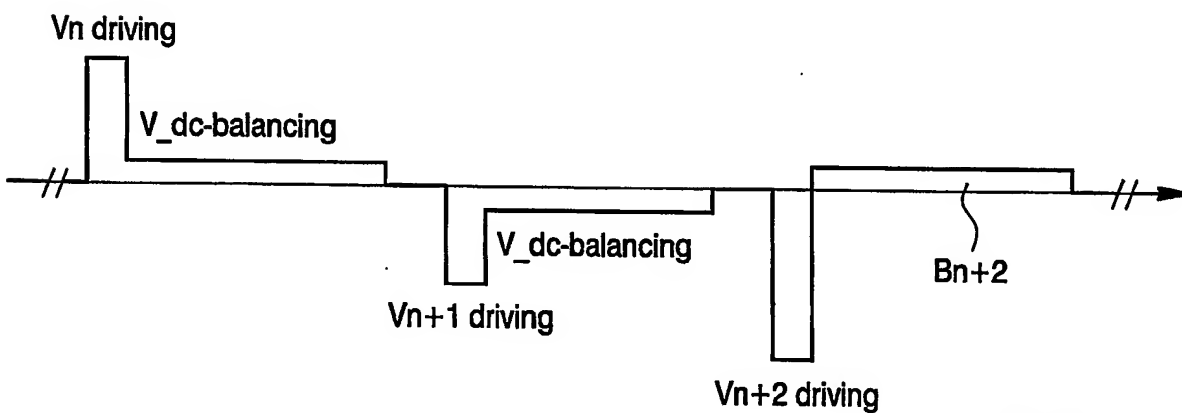 Vn driving
V_dc-balancing
V_dc-balancing
Bn+2
Vn+1 driving
Vn+2 driving